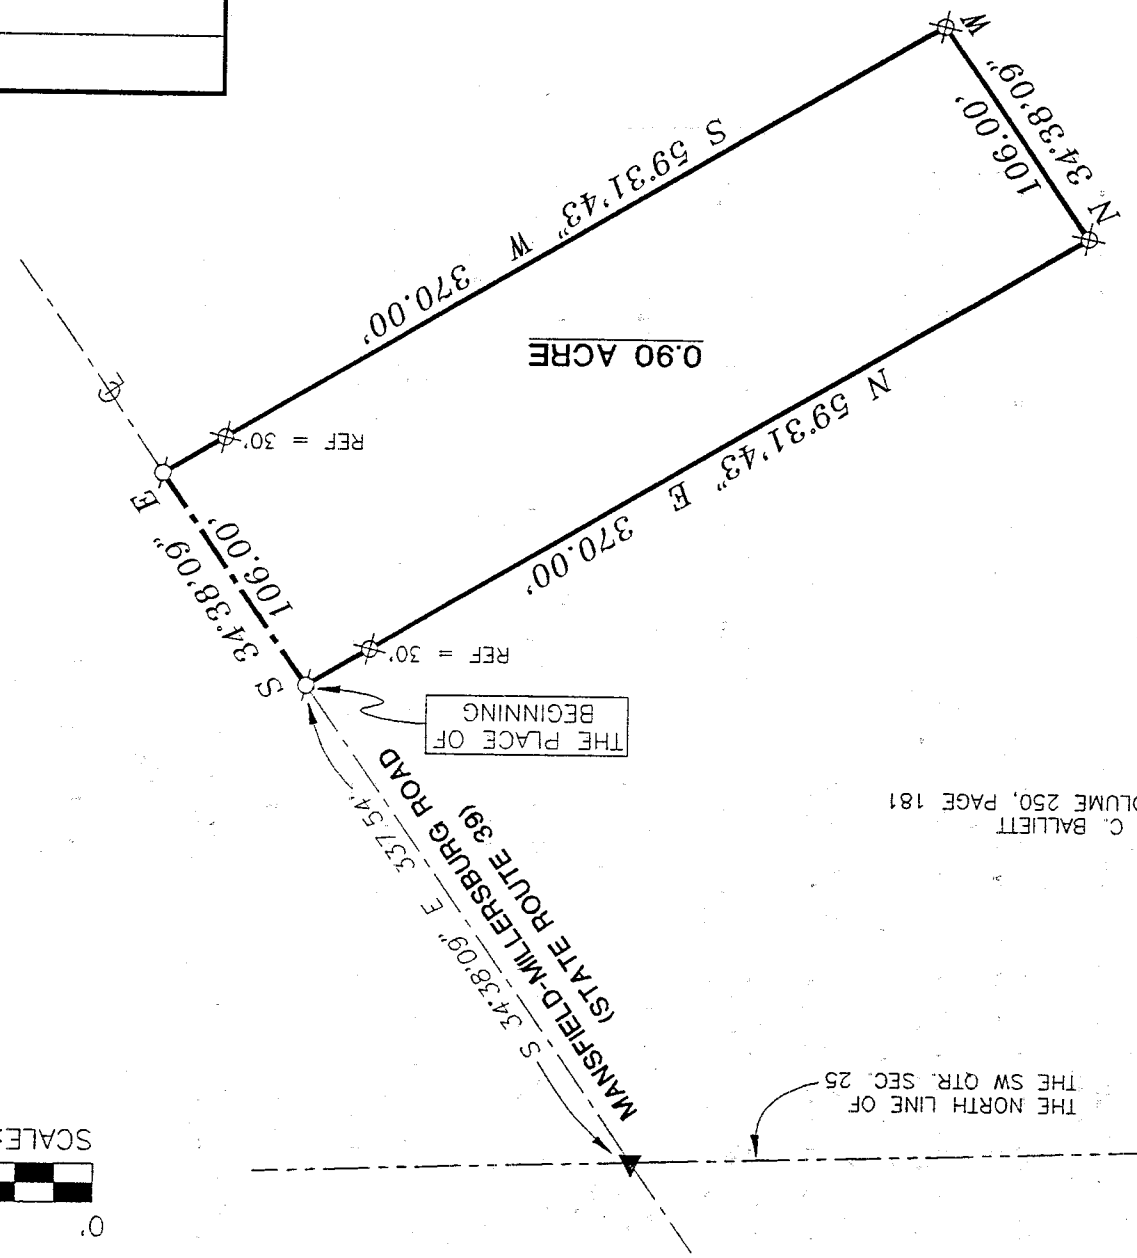 0'
SCALE:
THE NORTH LINE OF
THE SW QTR. SEC. 25
MANSFIELD-MILLERSBURG ROAD
(STATE ROUTE 39)
S 34°38'09" E 337.54'
C. BALLIETT
VOLUME 250, PAGE 181
THE PLACE OF
BEGINNING
REF = 30'
S 34°38'09" E
106.00'
N 59°31'43" E 370.00'
REF = 30'
0.90 ACRE
S 59°31'43" W 370.00'
N 34°38'09" W
106.00'